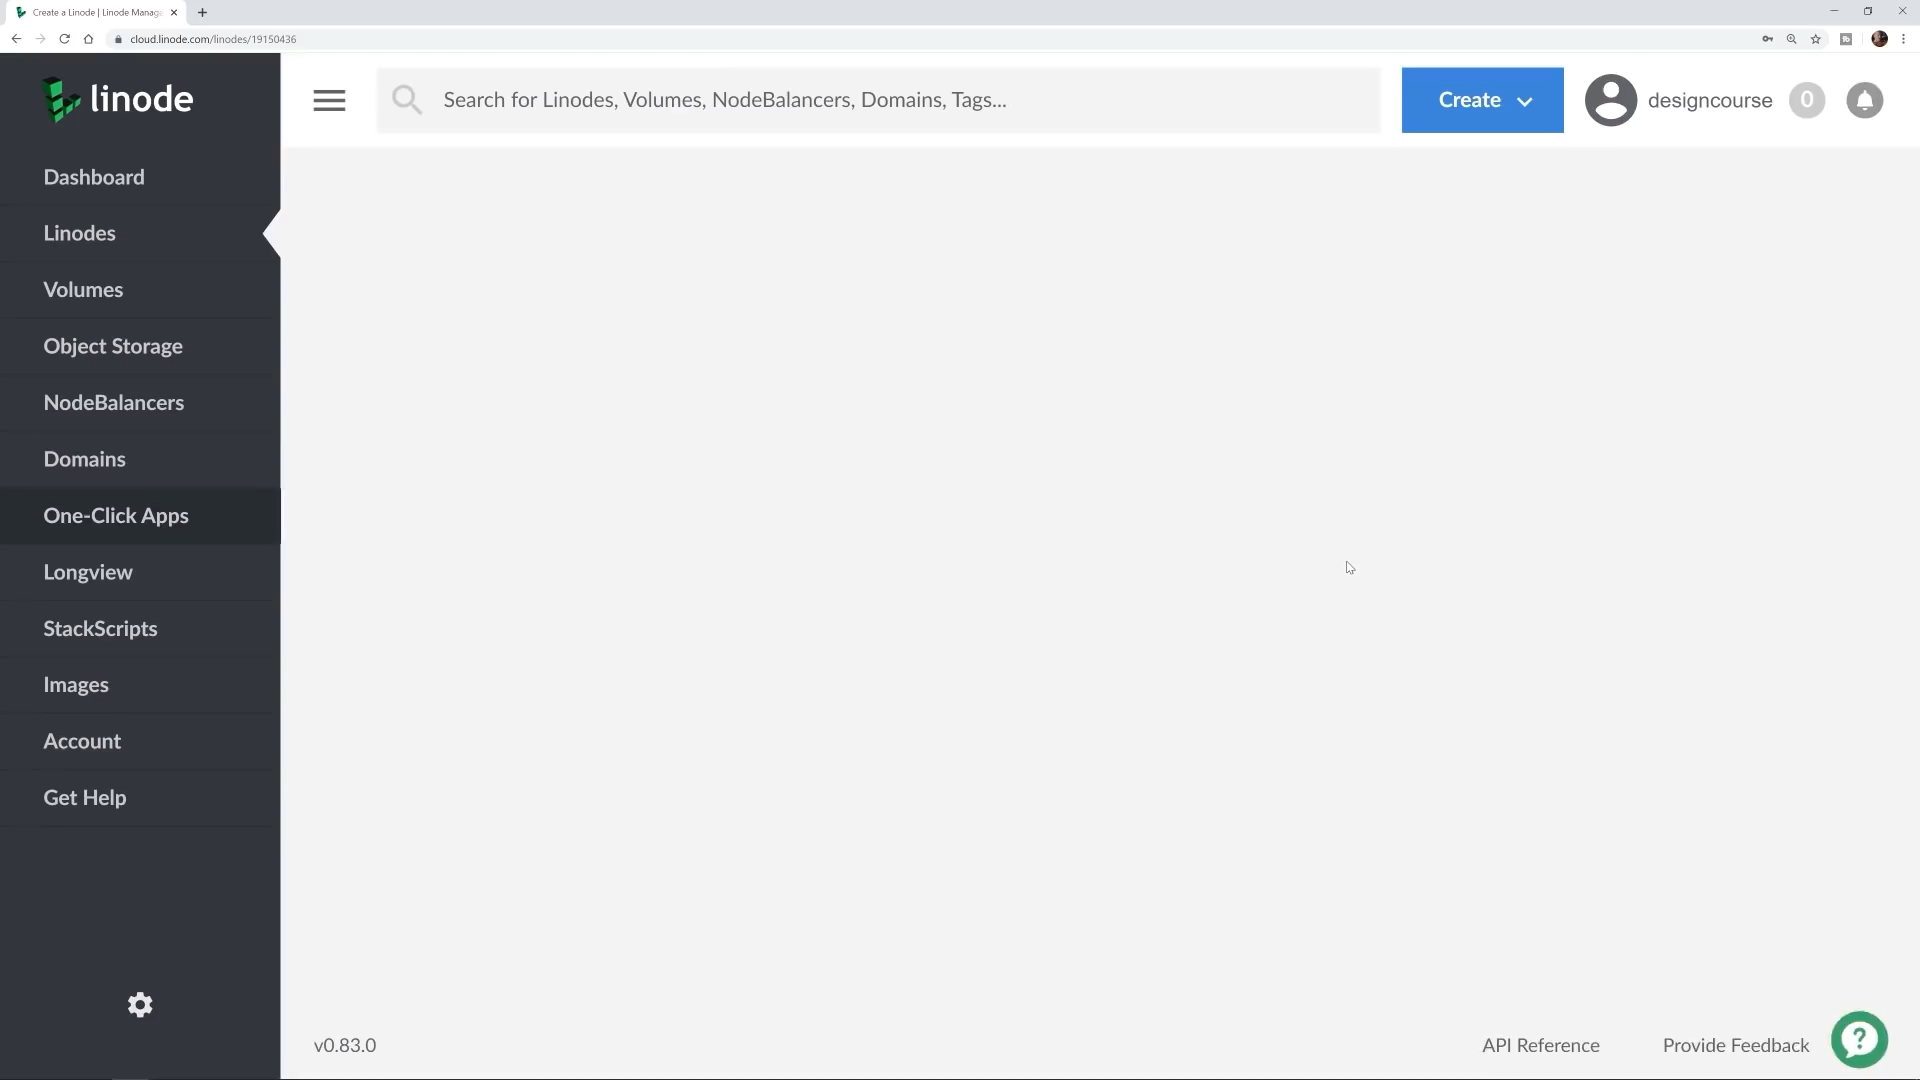 Create a Linode | Linode Manag
cloud.linode.com/linodes/19150436
linode
Search for Linodes, Volumes, NodeBalancers, Domains, Tags...
Create
designcourse
0
Dashboard
Linodes
Volumes
Object Storage
NodeBalancers
Domains
One-Click Apps
Longview
StackScripts
Images
Account
Get Help
v0.83.0
API Reference
Provide Feedback
?